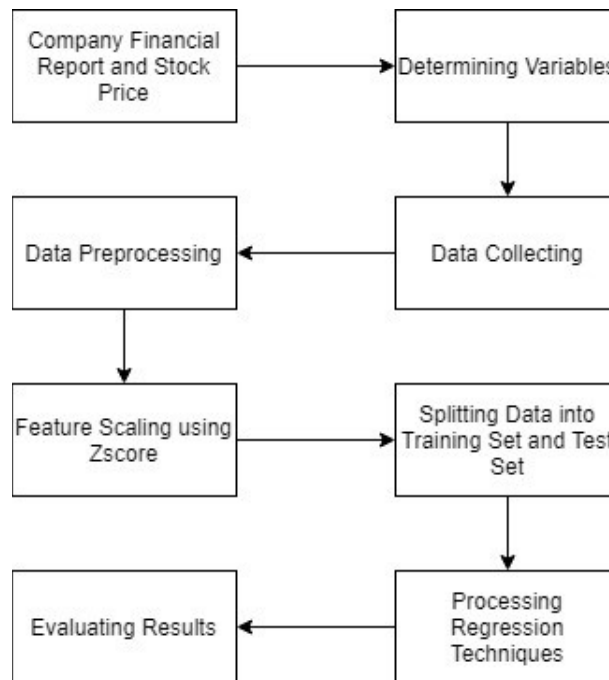 Company Financial
Report and Stock
Price
Determining Variables
Data Preprocessing
Data Collecting
Feature Scaling using
Zscore
Splitting Data into
Training Set and Test
Set
Evaluating Results
Processing
Regression
Techniques